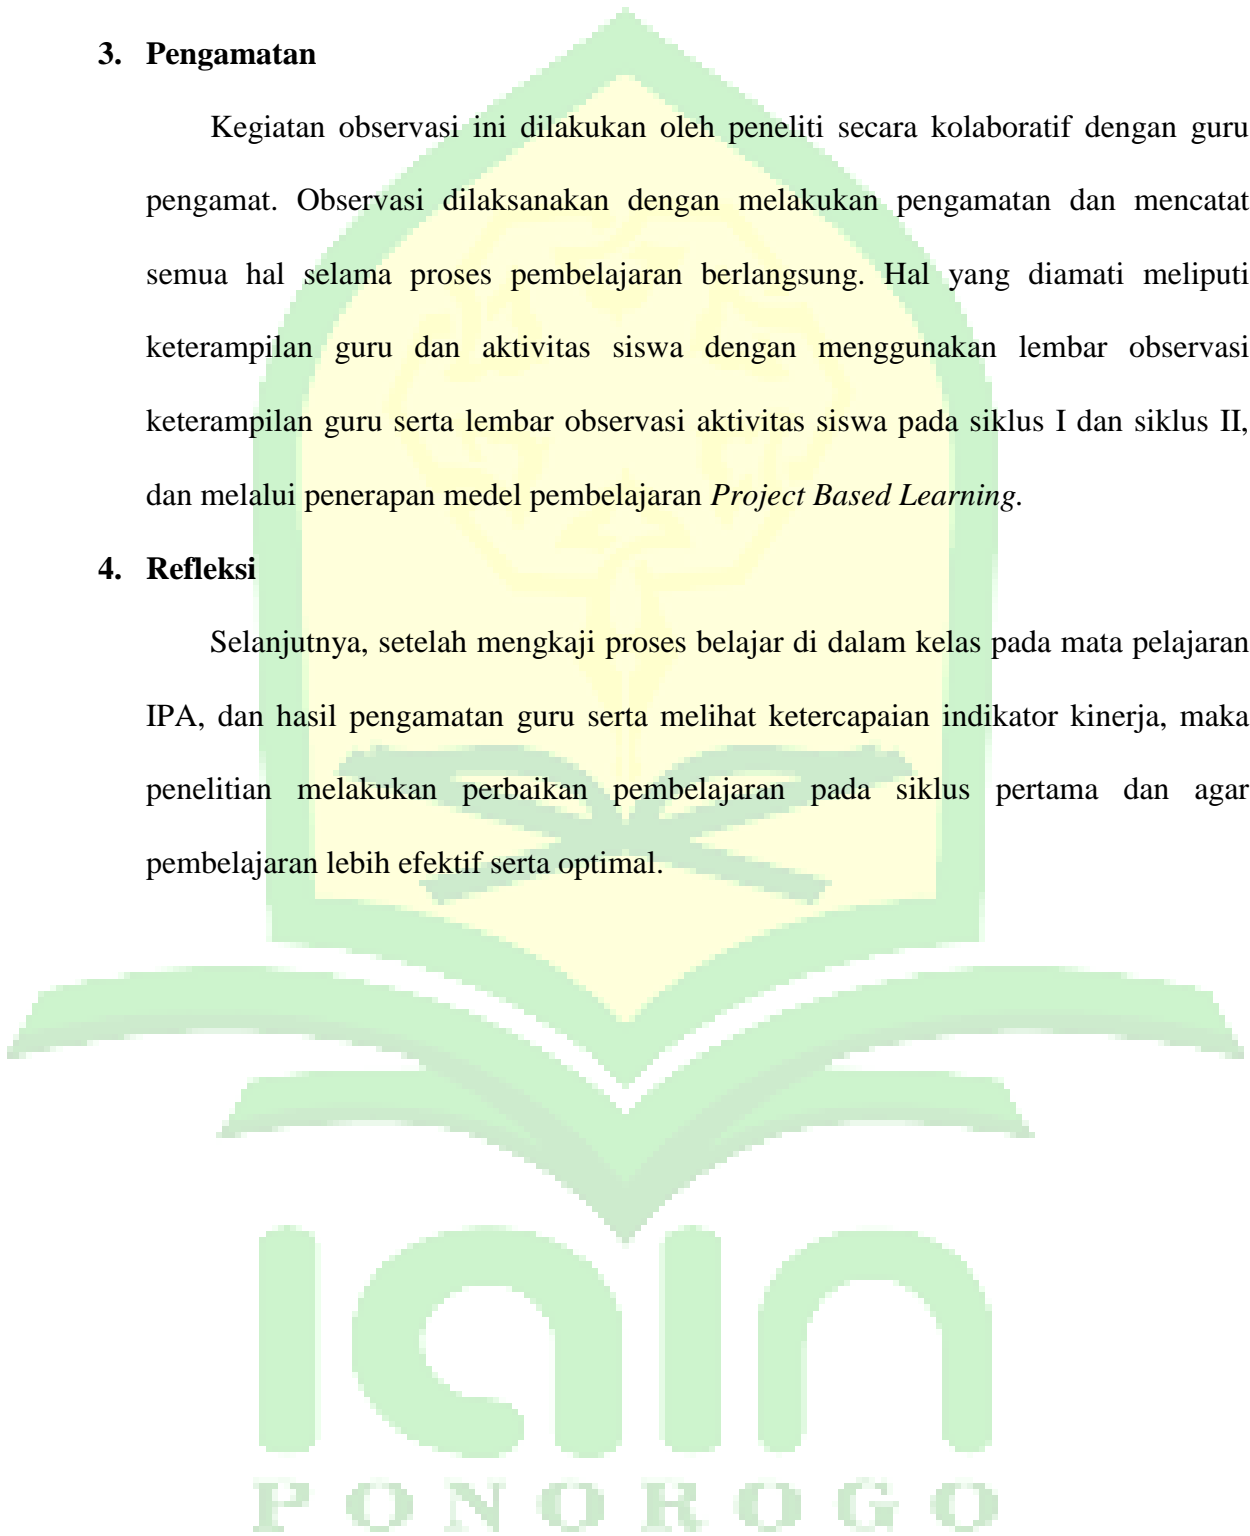 3. Pengamatan
Kegiatan observasi ini dilakukan oleh peneliti secara kolaboratif dengan guru
pengamat. Observasi dilaksanakan dengan melakukan pengamatan dan mencatat
semua hal selama proses pembelajaran berlangsung. Hal yang diamati meliputi
keterampilan guru dan aktivitas siswa dengan menggunakan lembar observasi
keterampilan guru serta lembar observasi aktivitas siswa pada siklus I dan siklus II,
dan melalui penerapan medel pembelajaran Project Based Learning.
4. Refleksi
Selanjutnya, setelah mengkaji proses belajar di dalam kelas pada mata pelajaran
IPA, dan hasil pengamatan guru serta melihat ketercapaian indikator kinerja, maka
penelitian melakukan perbaikan pembelajaran pada siklus pertama dan agar
pembelajaran lebih efektif serta optimal.
iain
PONOROGO